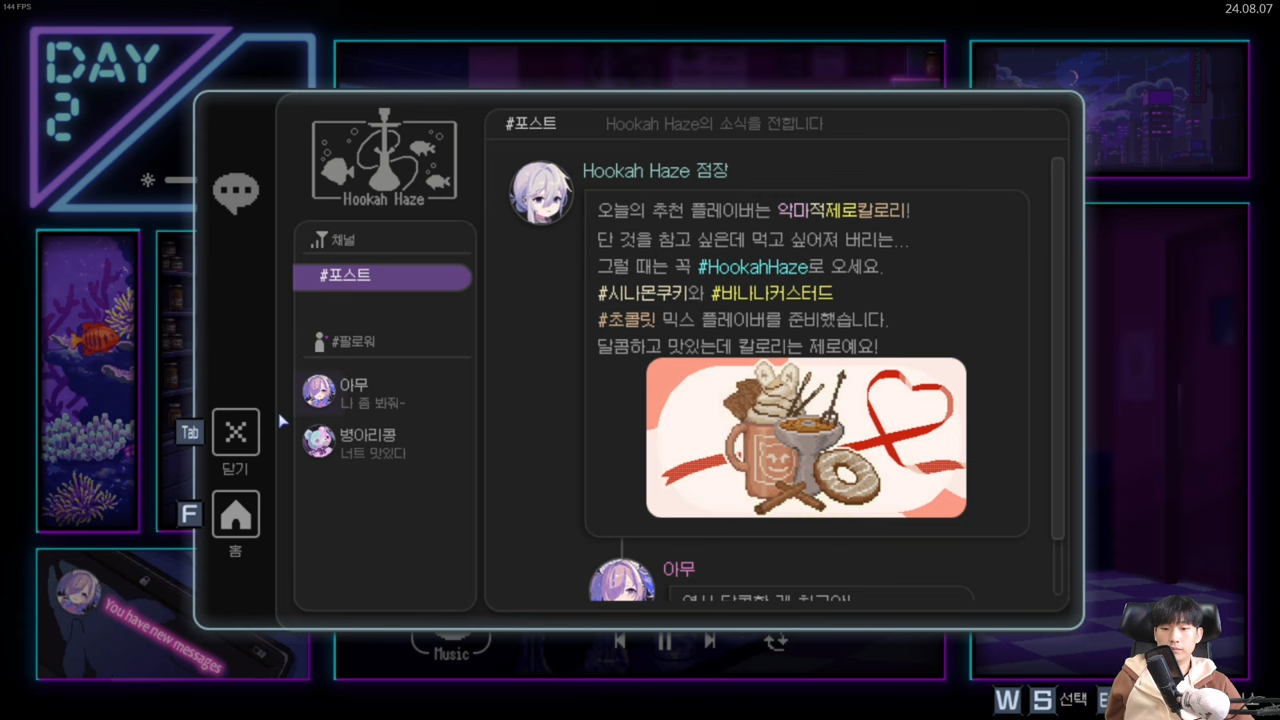 144 FPS
24.08.07
DAY
2
Hookah Haze
채널
#포스트
#팔로워
아무
나 좀 봐줘~
병아리콩
너트 맛있다
Tab
닫기
F
홈
#포스트 Hookah Haze의 소식를 전합니다
Hookah Haze 점장
오늘의 추천 플레이버는 악마적제로칼로리!
단 것을 참고 싶은데 먹고 싶어져 버리는...
그럴 때는 꼭 #HookahHaze로 오세요.
#시나몬쿠키와 #바나나커스터드
#초콜릿 믹스 플레이버를 준비했습니다.
달콤하고 맛있는데 칼로리는 제로예요!
아무
You have new messages
Music
W S 선택